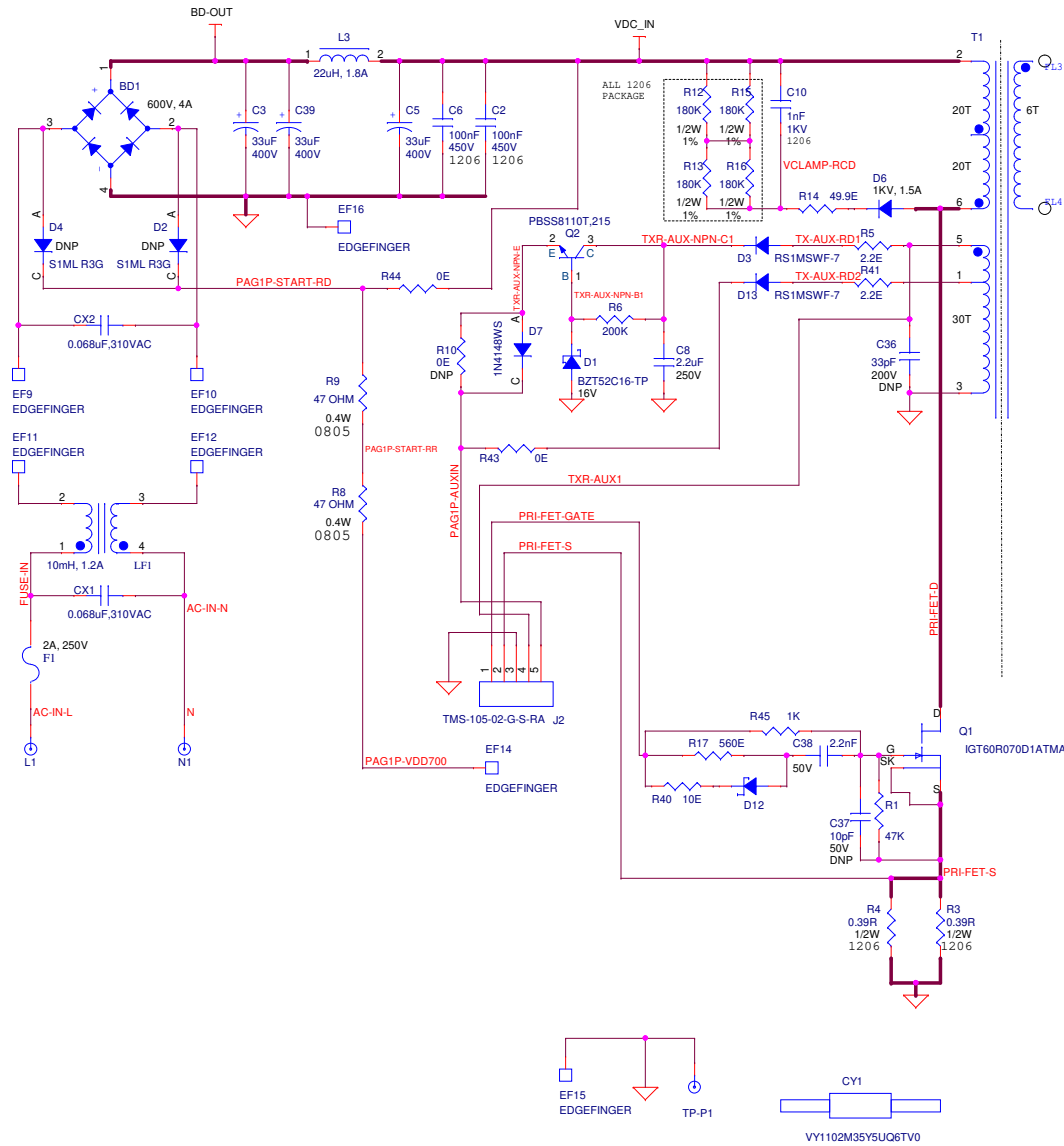 BD-OUT
L3
1
2
22uH, 1.8A
VDC_IN
T1
2
1
BD1
600V, 4A
+
-
3
2
4
C3
33uF
400V
C39
33uF
400V
C5
33uF
400V
C6
100nF
450V
1206
C2
100nF
450V
1206
ALL 1206
PACKAGE
R12
180K
1/2W
1%
R15
180K
1/2W
1%
R13
180K
1/2W
1%
R16
180K
1/2W
1%
C10
1nF
1KV
1206
VCLAMP-RCD
R14
49.9E
D6
1KV, 1.5A
20T
20T
6T
6
PL4
A
D4
DNP
S1ML R3G
C
A
D2
DNP
S1ML R3G
C
EF16
EDGEFINGER
PBSS8110T,215
Q2
2
E
3
C
B
1
TXR-AUX-NPN-E
TXR-AUX-NPN-C1
TXR-AUX-NPN-B1
D3
RS1MSWF-7
TX-AUX-RD1
R5
2.2E
5
D13
RS1MSWF-7
TX-AUX-RD2
R41
2.2E
1
30T
3
PAG1P-START-RD
R44
0E
R6
200K
CX2
0.068uF,310VAC
R10
0E
DNP
1N4148WS
A
D7
C
D1
BZT52C16-TP
16V
C8
2.2uF
250V
C36
33pF
200V
DNP
EF9
EDGEFINGER
EF10
EDGEFINGER
R9
47 OHM
0.4W
0805
EF11
EDGEFINGER
EF12
EDGEFINGER
PAG1P-START-RR
PAG1P-AUXIN
R43
0E
TXR-AUX1
R8
47 OHM
0.4W
0805
2
3
1
4
10mH, 1.2A
LF1
PRI-FET-GATE
PRI-FET-S
FUSE-IN
CX1
0.068uF,310VAC
AC-IN-N
PRI-FET-D
2A, 250V
F1
1
2
3
4
5
TMS-105-02-G-S-RA
J2
AC-IN-L
N
L1
N1
PAG1P-VDD700
EF14
EDGEFINGER
R45
1K
R17
560E
C38
2.2nF
50V
R40
10E
D12
D
Q1
G
SK
S
IGT60R070D1ATMA
C37
10pF
50V
DNP
R1
47K
PRI-FET-S
R4
0.39R
1/2W
1206
R3
0.39R
1/2W
1206
EF15
EDGEFINGER
TP-P1
CY1
VY1102M35Y5UQ6TV0